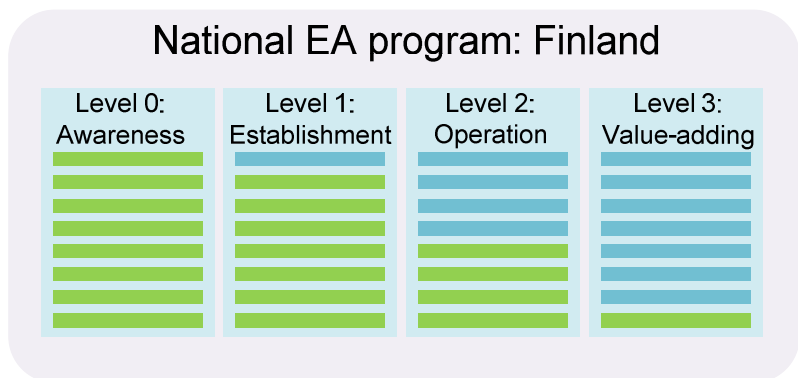 National EA program: Finland
Level 0:
Awareness
Level 1:
Establishment
Level 2:
Operation
Level 3:
Value-adding